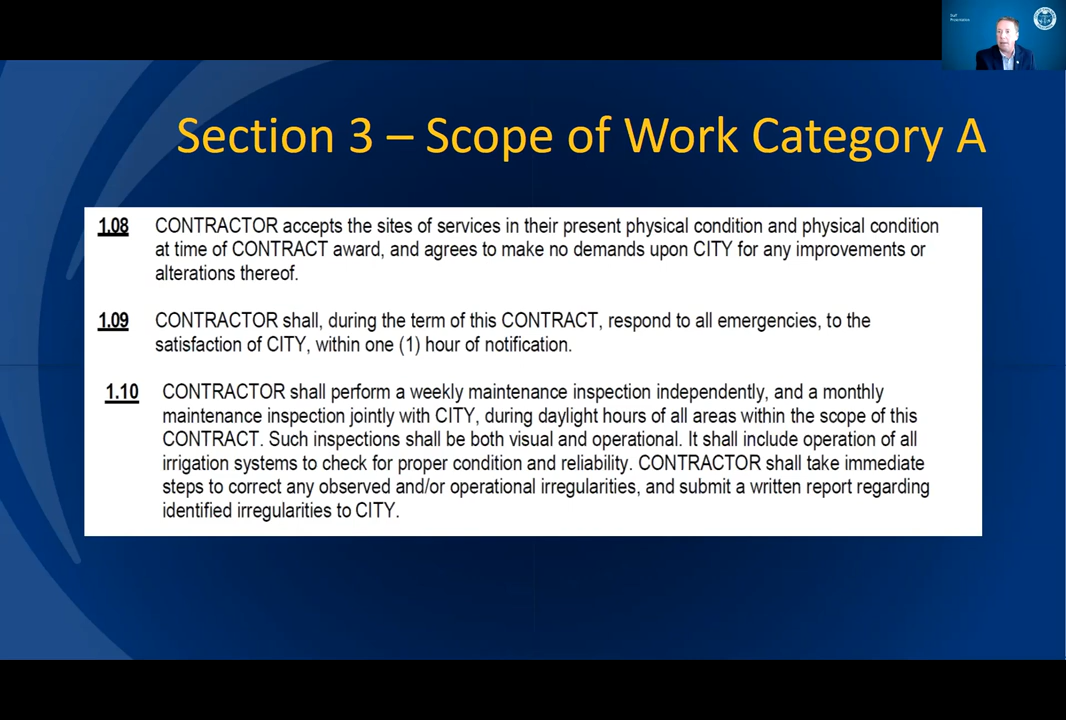 Staff
Presentation
Section 3 – Scope of Work Category A
1.08 CONTRACTOR accepts the sites of services in their present physical condition and physical condition
at time of CONTRACT award, and agrees to make no demands upon CITY for any improvements or
alterations thereof.
1.09 CONTRACTOR shall, during the term of this CONTRACT, respond to all emergencies, to the
satisfaction of CITY, within one (1) hour of notification.
1.10 CONTRACTOR shall perform a weekly maintenance inspection independently, and a monthly
maintenance inspection jointly with CITY, during daylight hours of all areas within the scope of this
CONTRACT. Such inspections shall be both visual and operational. It shall include operation of all
irrigation systems to check for proper condition and reliability. CONTRACTOR shall take immediate
steps to correct any observed and/or operational irregularities, and submit a written report regarding
identified irregularities to CITY.